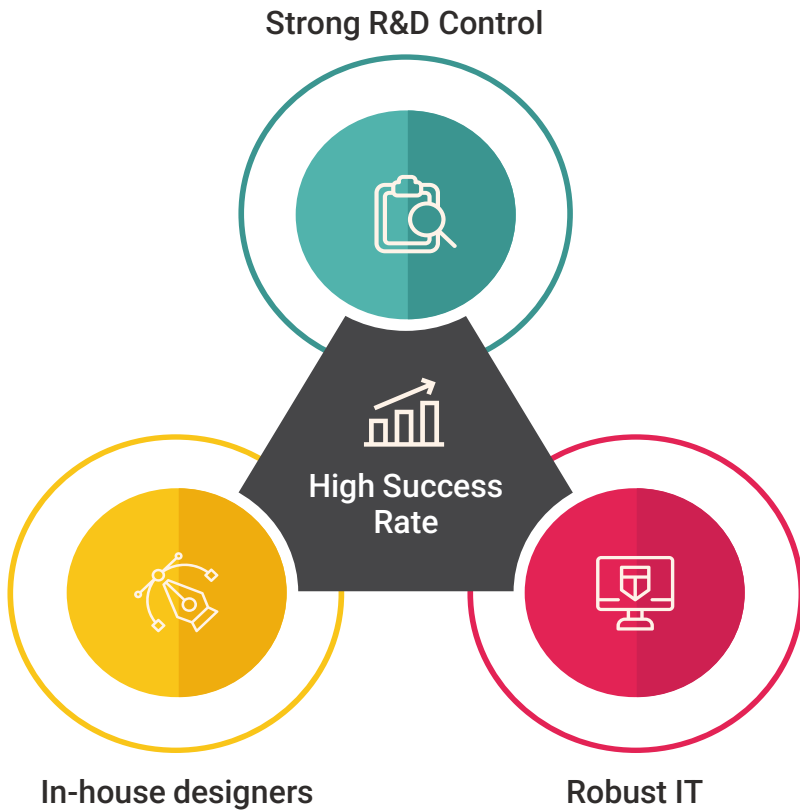 Strong R&D Control
High Success
Rate
In-house designers
Robust IT